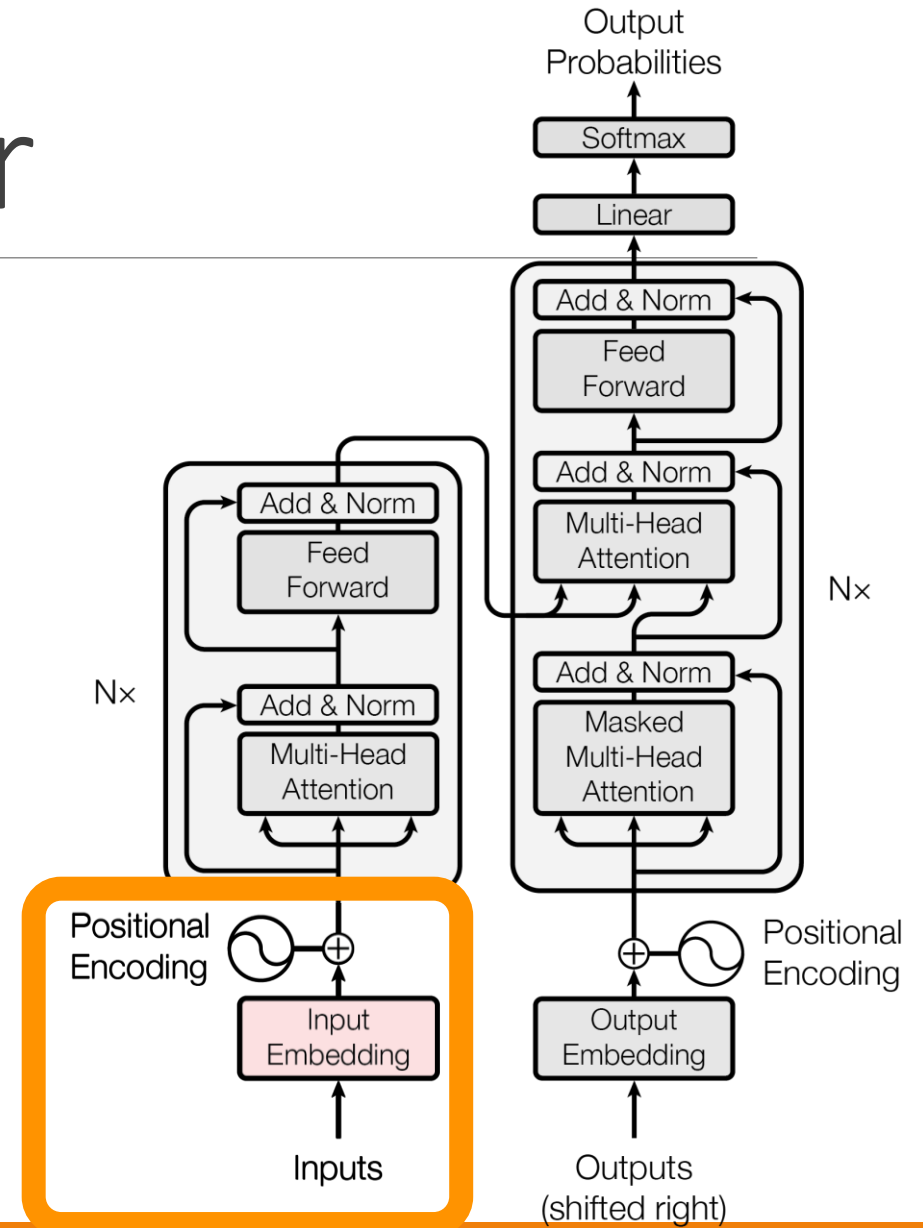 r
Output
Probabilities
Softmax
Linear
Add & Norm
Feed
Forward
Add & Norm
Multi-Head
Attention
Add & Norm
Masked
Multi-Head
Attention
N×
Add & Norm
Feed
Forward
Add & Norm
Multi-Head
Attention
N×
Positional
Encoding
Input
Embedding
Inputs
Positional
Encoding
Output
Embedding
Outputs
(shifted right)